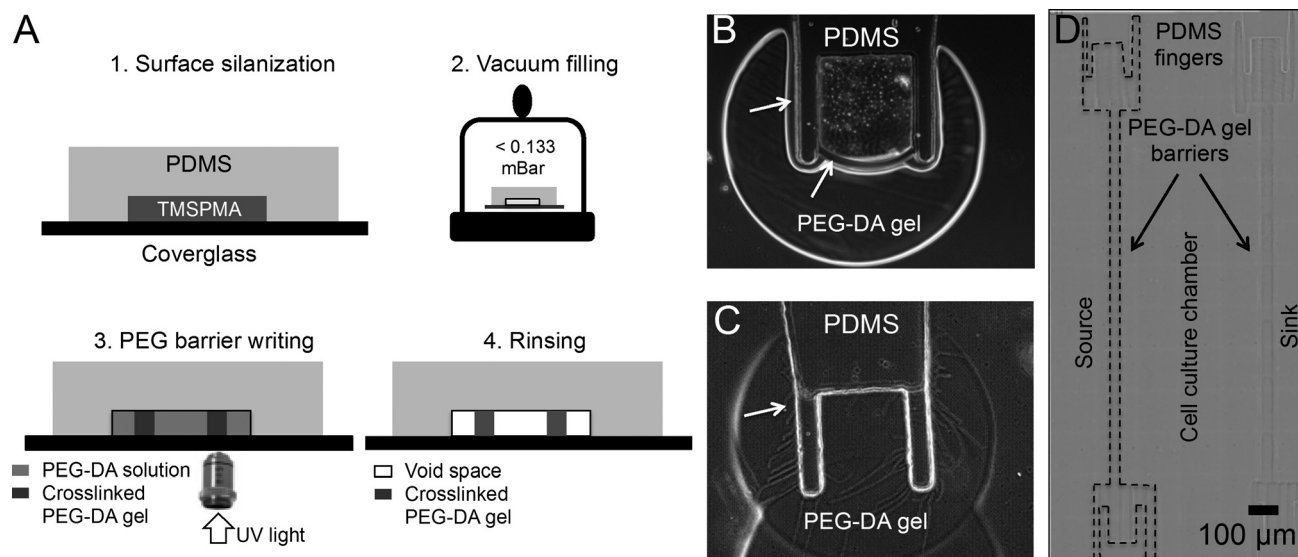 A
1. Surface silanization
PDMS
TMSPMA
Coverglass
2. Vacuum filling
< 0.133
mBar
3. PEG barrier writing
PEG-DA solution
Crosslinked
PEG-DA gel
UV light
4. Rinsing
Void space
Crosslinked
PEG-DA gel
B
PDMS
PEG-DA gel
C
PDMS
PEG-DA gel
D
PDMS
fingers
PEG-DA gel
barriers
Source
Cell culture chamber
Sink
100 µm